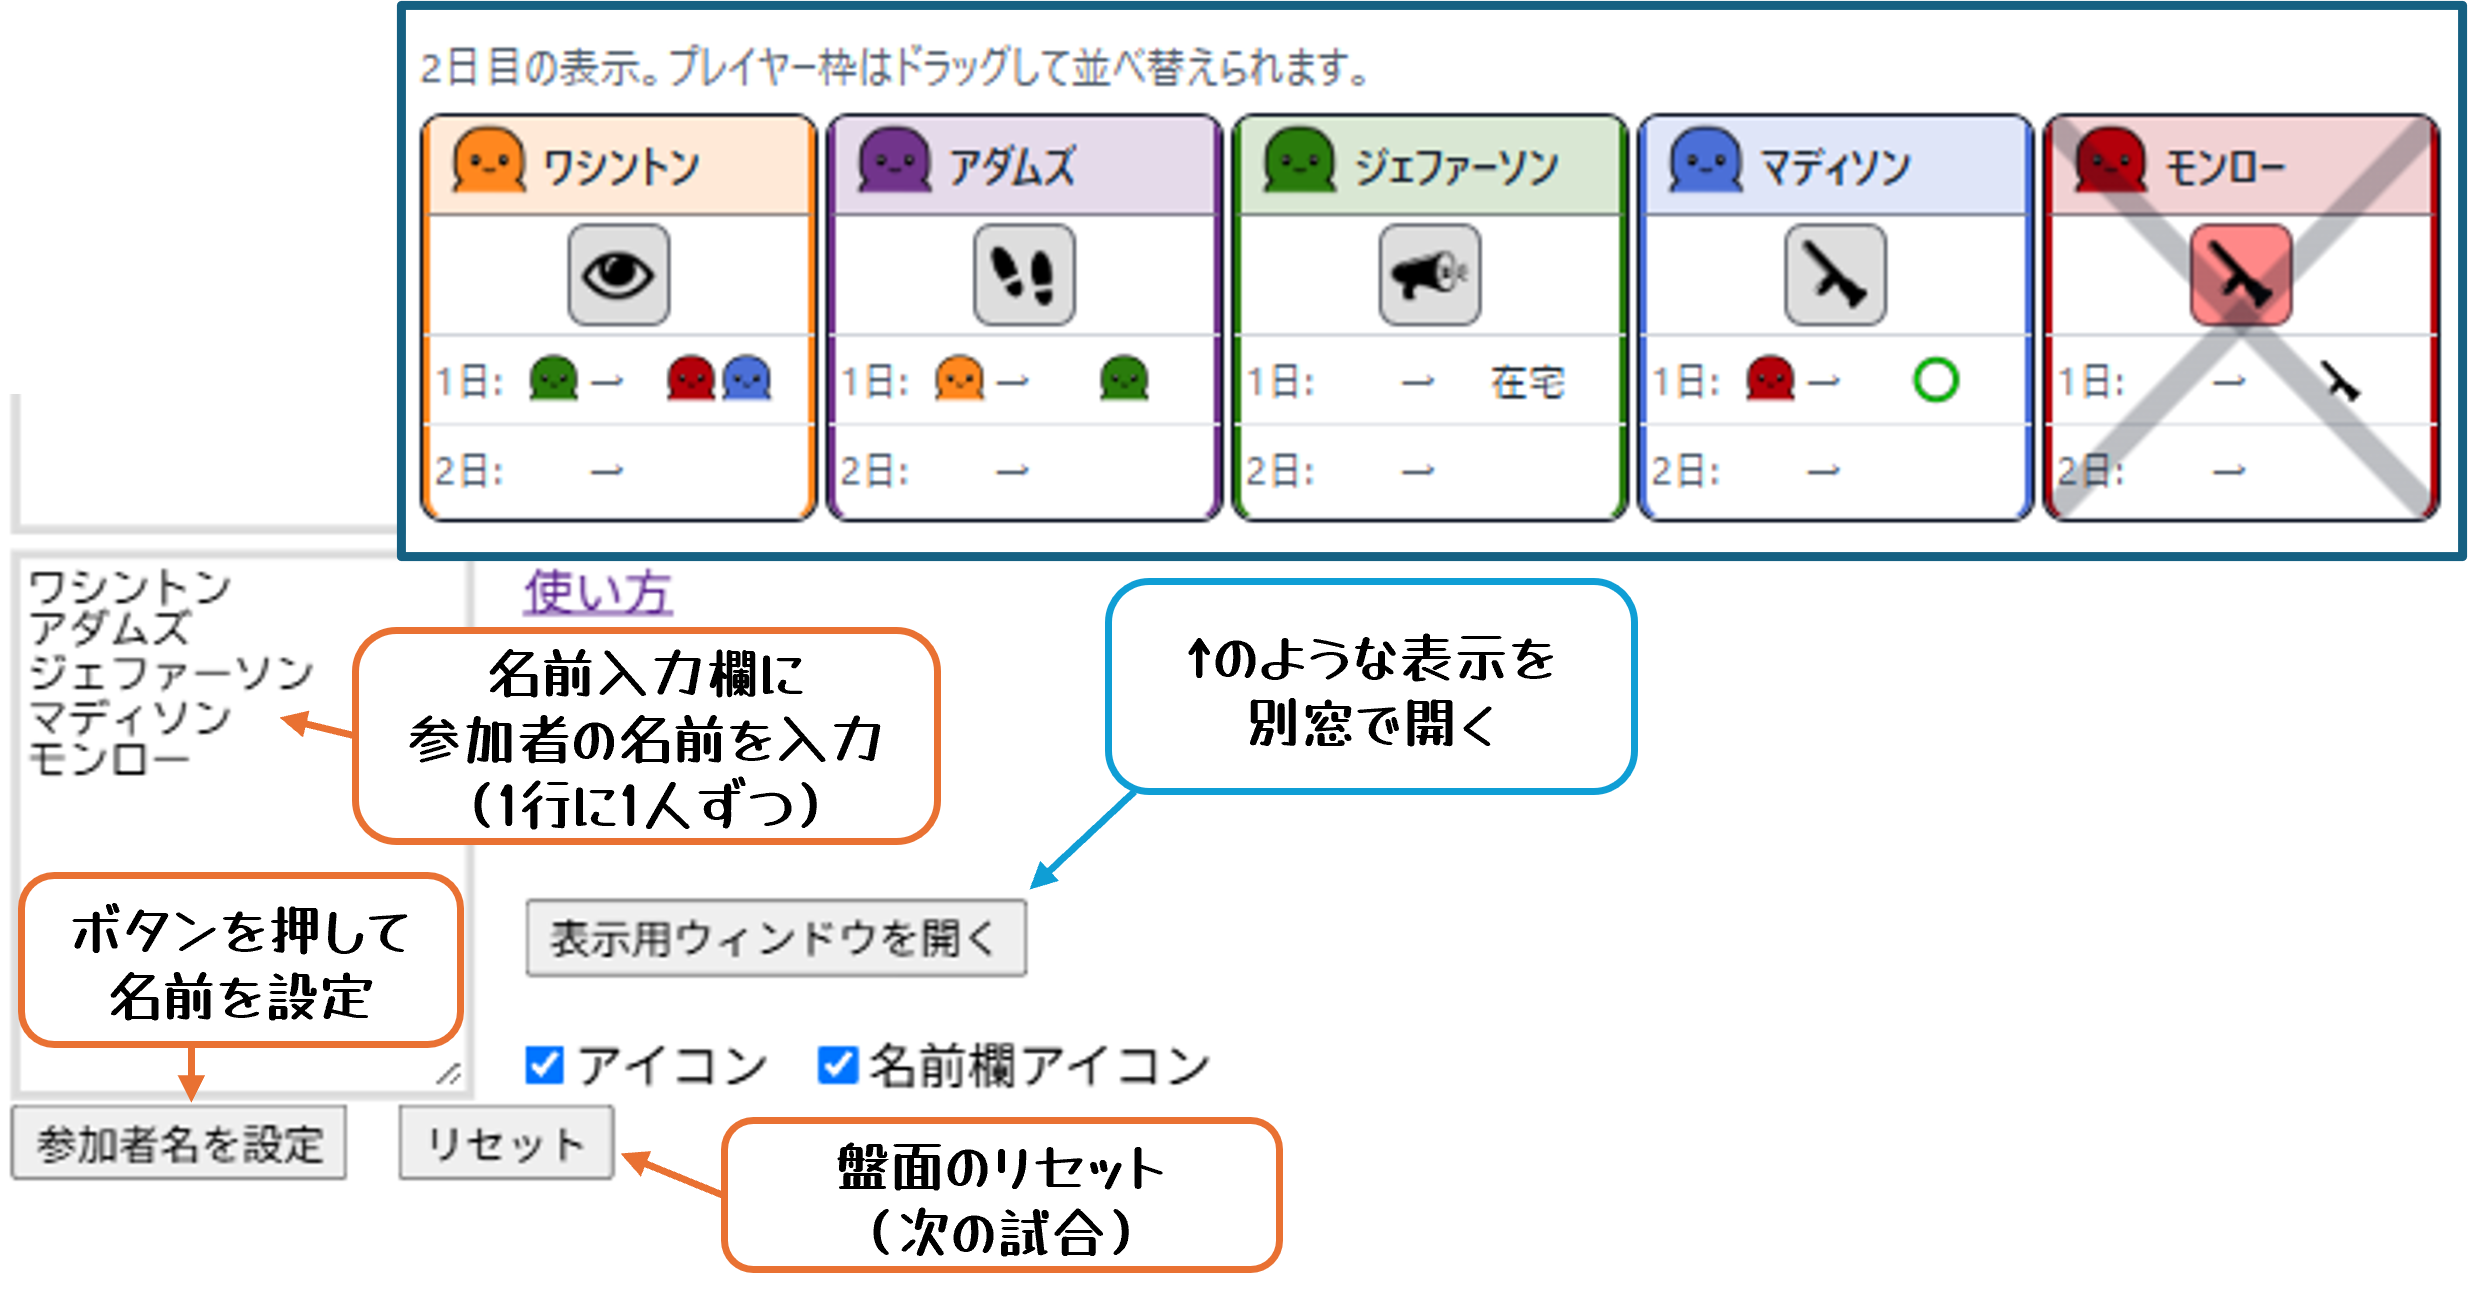 2日目の表示。プレイヤー枠はドラッグして並べ替えられます。
ワシントン
アダムズ
ジェファーソン
マディソン
モンロー
1日: →
1日: →
1日: → 在宅
1日: →
1日: →
2日: →
2日: →
2日: →
2日: →
2日: →
ワシントン
アダムズ
ジェファーソン
マディソン
モンロー
使い方
名前入力欄に
参加者の名前を入力
(1行に1人ずつ)
↑のような表示を
別窓で開く
ボタンを押して
名前を設定
表示用ウィンドウを開く
アイコン
名前欄アイコン
参加者名を設定
リセット
盤面のリセット
(次の試合)